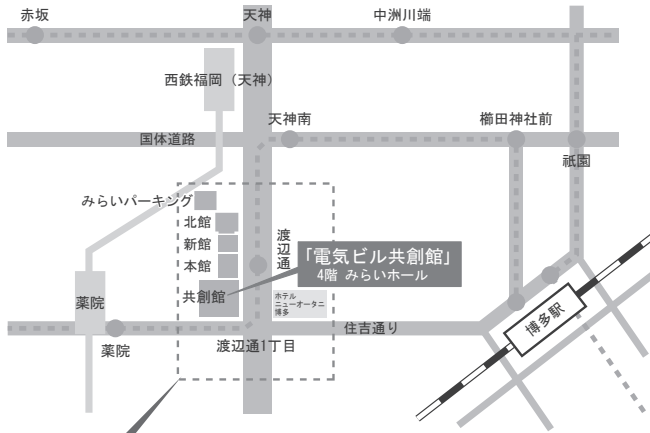 赤坂
天神
中洲川端
西鉄福岡（天神）
天神南
櫛田神社前
国体道路
祇園
みらいパーキング
北館
新館
本館
共創館
渡辺通
「電気ビル共創館」
4階 みらいホール
ホテル
ニューオータニ
博多
薬院
薬院
渡辺通1丁目
住吉通り
博多駅